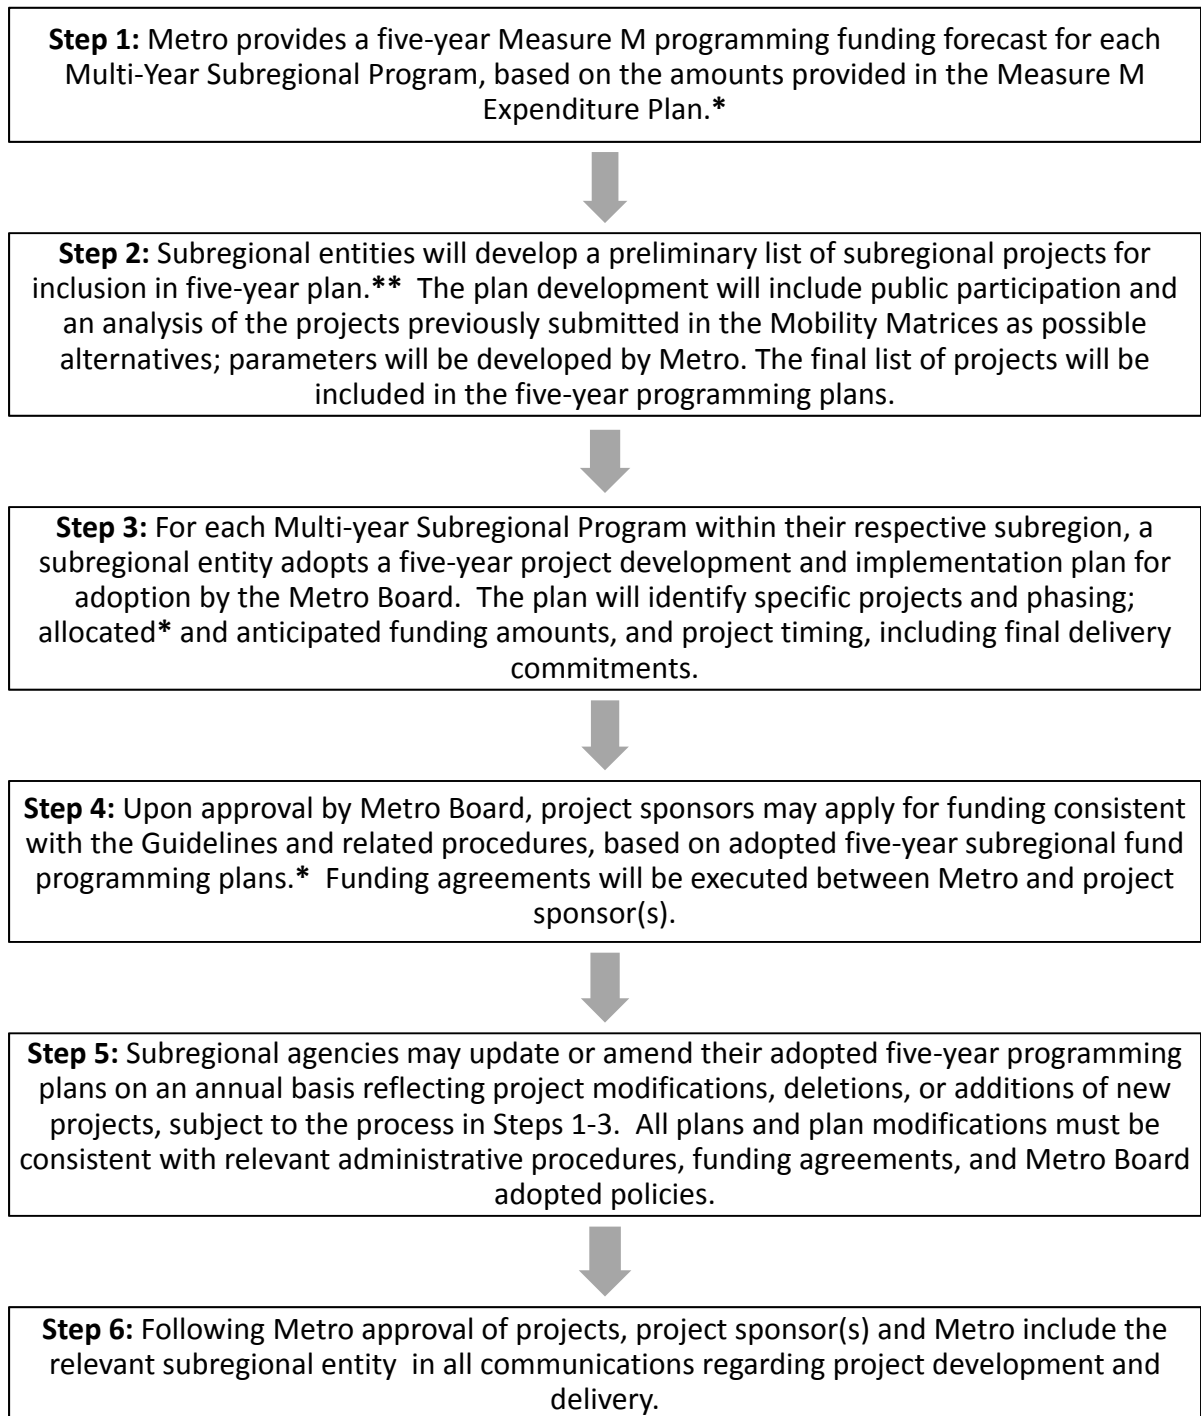 Step 1: Metro provides a five-year Measure M programming funding forecast for each
Multi-Year Subregional Program, based on the amounts provided in the Measure M
Expenditure Plan.*
Step 2: Subregional entities will develop a preliminary list of subregional projects for
inclusion in five-year plan.** The plan development will include public participation and
an analysis of the projects previously submitted in the Mobility Matrices as possible
alternatives; parameters will be developed by Metro. The final list of projects will be
included in the five-year programming plans.
Step 3: For each Multi-year Subregional Program within their respective subregion, a
subregional entity adopts a five-year project development and implementation plan for
adoption by the Metro Board. The plan will identify specific projects and phasing;
allocated* and anticipated funding amounts, and project timing, including final delivery
commitments.
Step 4: Upon approval by Metro Board, project sponsors may apply for funding consistent
with the Guidelines and related procedures, based on adopted five-year subregional fund
programming plans.* Funding agreements will be executed between Metro and project
sponsor(s).
Step 5: Subregional agencies may update or amend their adopted five-year programming
plans on an annual basis reflecting project modifications, deletions, or additions of new
projects, subject to the process in Steps 1-3. All plans and plan modifications must be
consistent with relevant administrative procedures, funding agreements, and Metro Board
adopted policies.
Step 6: Following Metro approval of projects, project sponsor(s) and Metro include the
relevant subregional entity in all communications regarding project development and
delivery.